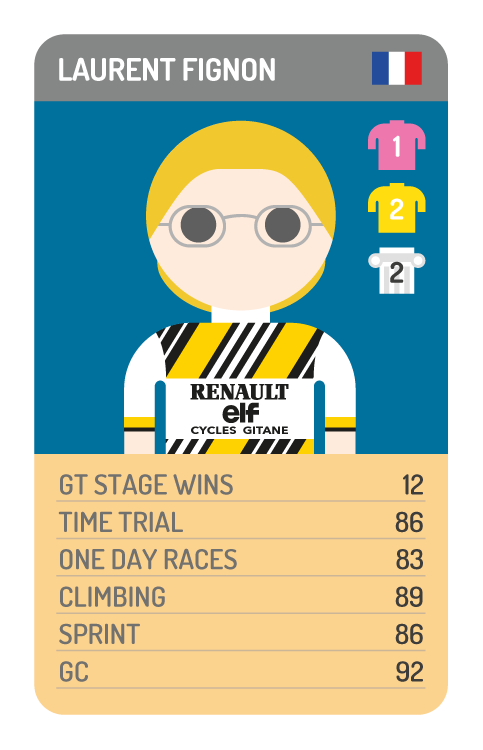 LAURENT FIGNON
1
2
2
RENAULT
elf
CYCLES GITANE
GT STAGE WINS 12
TIME TRIAL 86
ONE DAY RACES 83
CLIMBING 89
SPRINT 86
GC 92